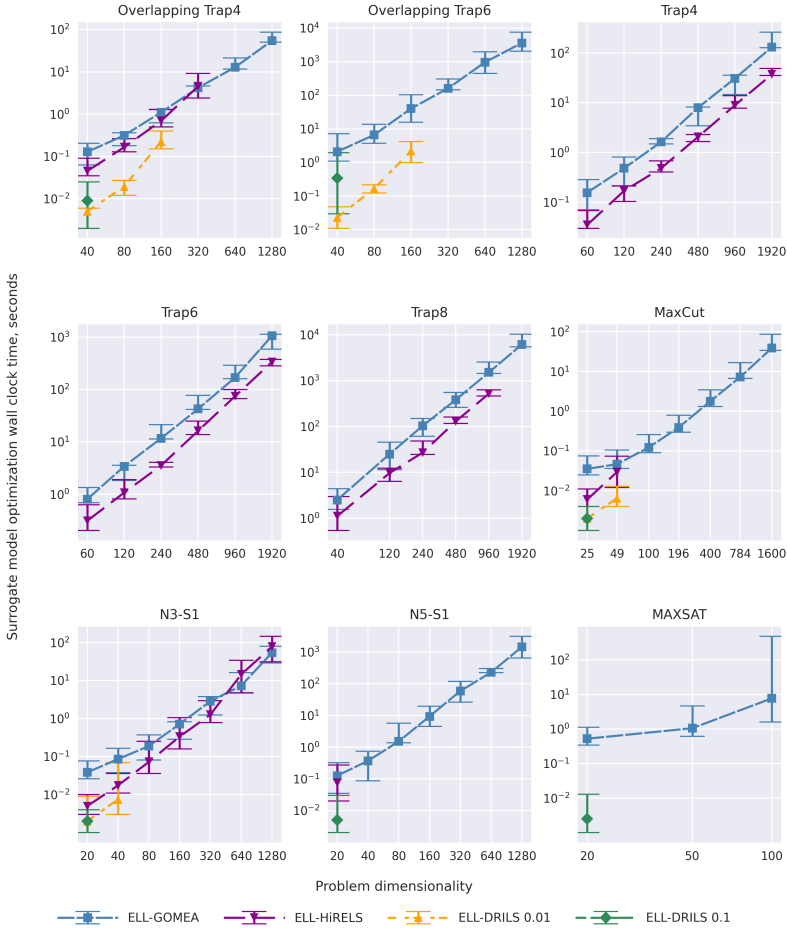 Overlapping Trap4 Overlapping Trap6 Trap4
10² 10⁴ 10²
10¹ 10³ 10¹
10⁰ 10² 10⁰
10⁻¹ 10¹ 10⁻¹
10⁻² 10⁰
10⁻¹
10⁻²
40 80 160 320 640 1280 40 80 160 320 640 1280 60 120 240 480 960 1920
Surrogate model optimization wall clock time, seconds
Trap6 Trap8 MaxCut
10³ 10⁴ 10²
10² 10³ 10¹
10¹ 10² 10⁰
10⁰ 10¹ 10⁻¹
10⁰ 10⁻²
60 120 240 480 960 1920 40 120 240 480 960 1920 25 49 100 196 400 784 1600
N3-S1 N5-S1 MAXSAT
10² 10³ 10²
10¹ 10² 10¹
10⁰ 10¹ 10⁰
10⁻¹ 10⁰ 10⁻¹
10⁻² 10⁻¹ 10⁻²
10⁻²
20 40 80 160 320 640 1280 20 40 80 160 320 640 1280 20 50 100
Problem dimensionality
ELL-GOMEA ELL-HiRELS ELL-DRILS 0.01 ELL-DRILS 0.1